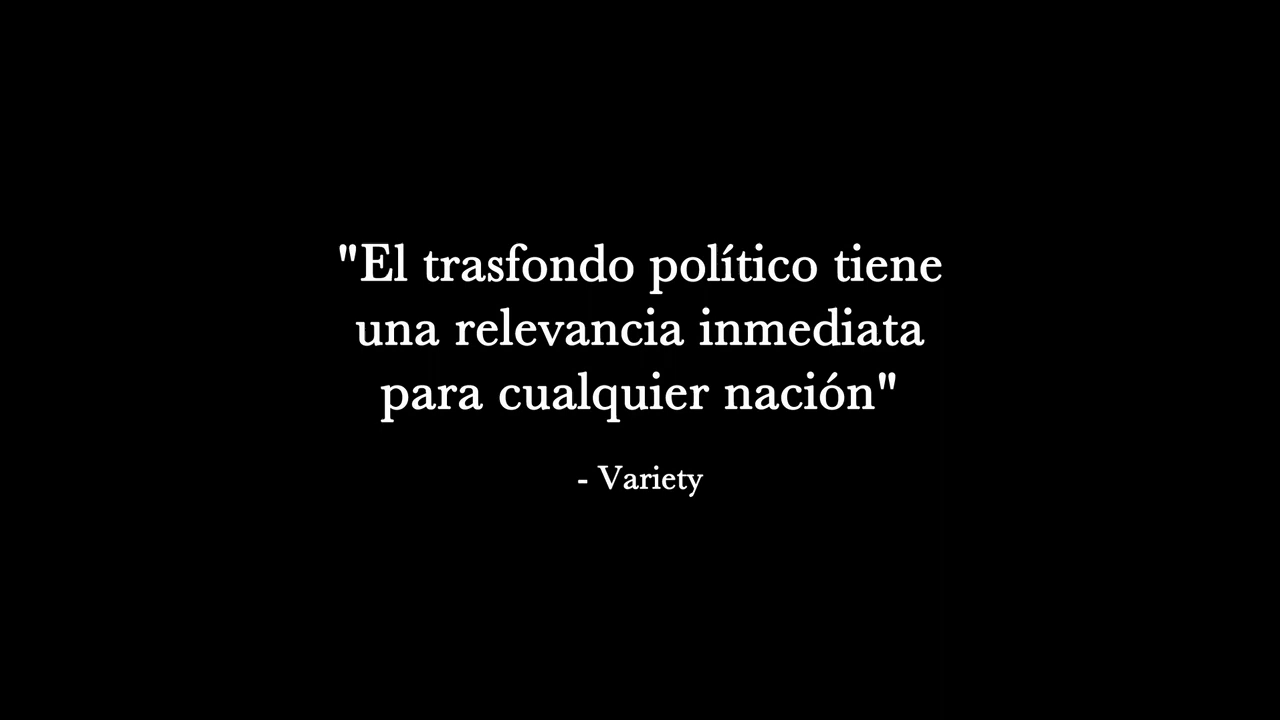 "El trasfondo político tiene
una relevancia inmediata
para cualquier nación"
- Variety